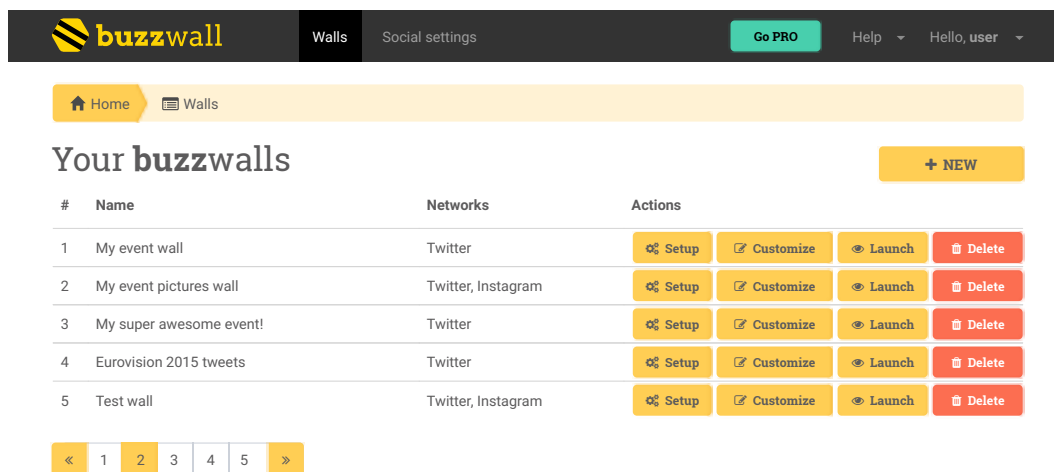 buzzwall Walls Social settings Go PRO Help Hello, user
Home Walls
Your buzzwalls + NEW
# Name Networks Actions
1 My event wall Twitter Setup Customize Launch Delete
2 My event pictures wall Twitter, Instagram Setup Customize Launch Delete
3 My super awesome event! Twitter Setup Customize Launch Delete
4 Eurovision 2015 tweets Twitter Setup Customize Launch Delete
5 Test wall Twitter, Instagram Setup Customize Launch Delete
« 1 2 3 4 5 »